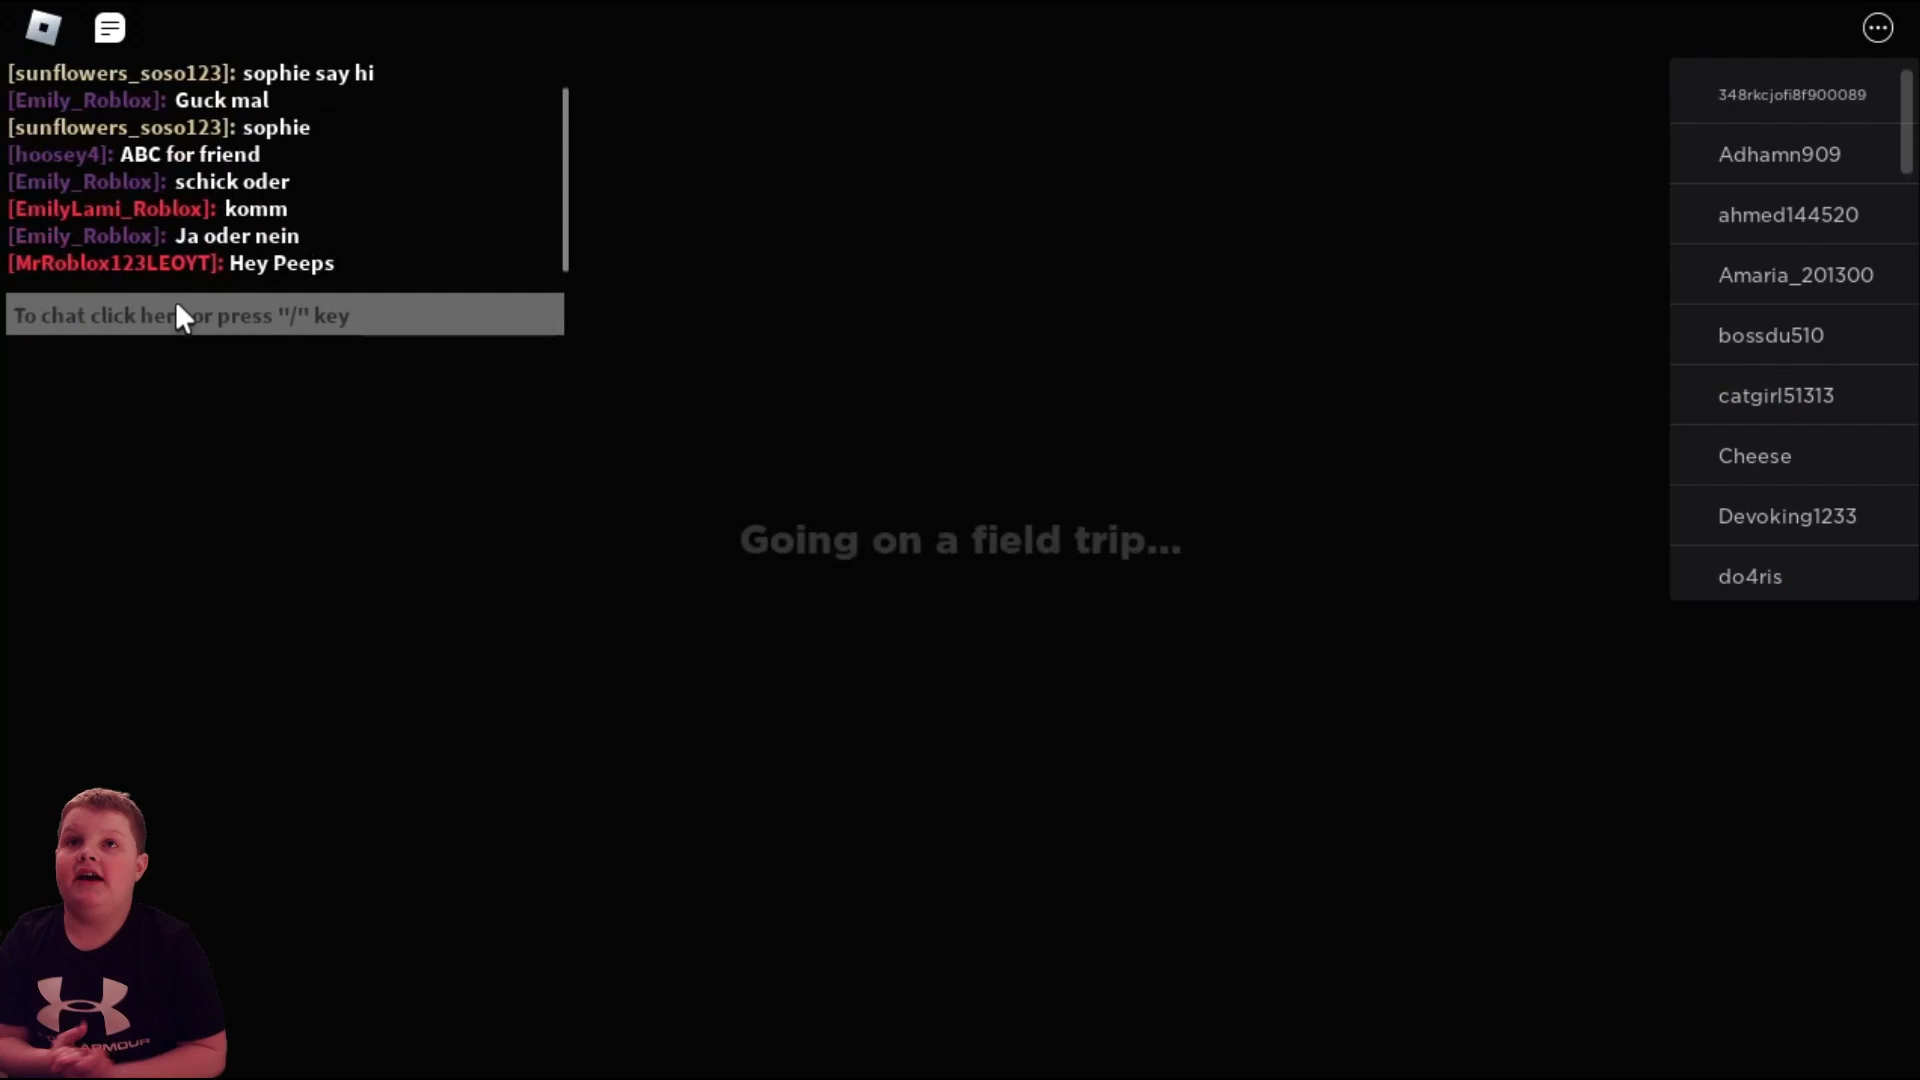 [sunflowers_soso123]: sophie say hi
[Emily_Roblox]: Guck mal
[sunflowers_soso123]: sophie
[hoosey4]: ABC for friend
[Emily_Roblox]: schick oder
[EmilyLami_Roblox]: komm
[Emily_Roblox]: Ja oder nein
[MrRoblox123LEOYT]: Hey Peeps
To chat click here or press "/" key
Going on a field trip...
348rkcjofi8f900089
Adhamn909
ahmed144520
Amaria_201300
bossdu510
catgirl51313
Cheese
Devoking1233
do4ris
ARMOUR